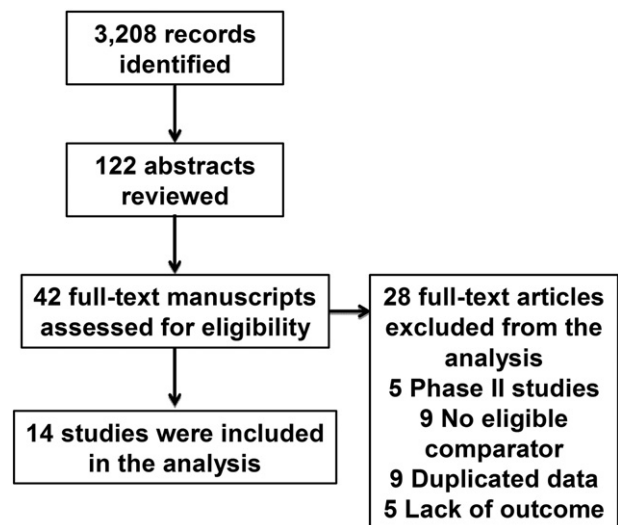 3,208 records
identified
122 abstracts
reviewed
42 full-text manuscripts
assessed for eligibility
28 full-text articles
excluded from the
analysis
5 Phase II studies
9 No eligible
comparator
9 Duplicated data
5 Lack of outcome
14 studies were included
in the analysis